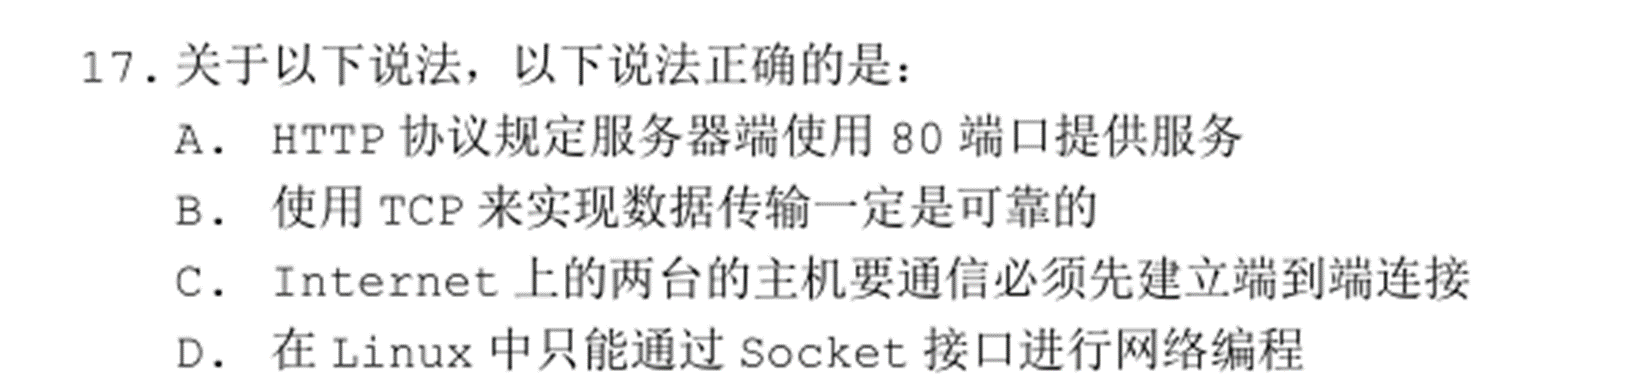 17.关于以下说法，以下说法正确的是：
A. HTTP 协议规定服务器端使用 80 端口提供服务
B. 使用 TCP 来实现数据传输一定是可靠的
C. Internet 上的两台的主机要通信必须先建立端到端连接
D. 在 Linux 中只能通过 Socket 接口进行网络编程